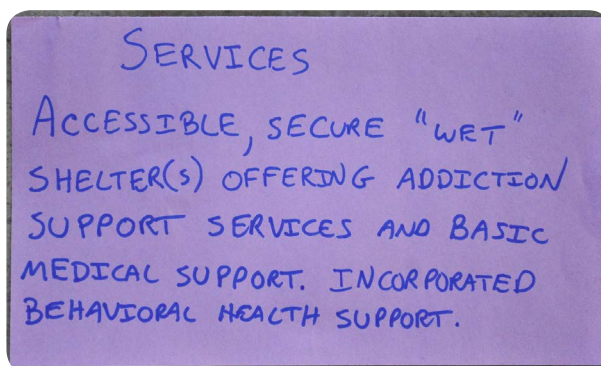 SERVICES
ACCESSIBLE, SECURE "WET"
SHELTER(S) OFFERING ADDICTION
SUPPORT SERVICES AND BASIC
MEDICAL SUPPORT. INCORPORATED
BEHAVIORAL HEALTH SUPPORT.